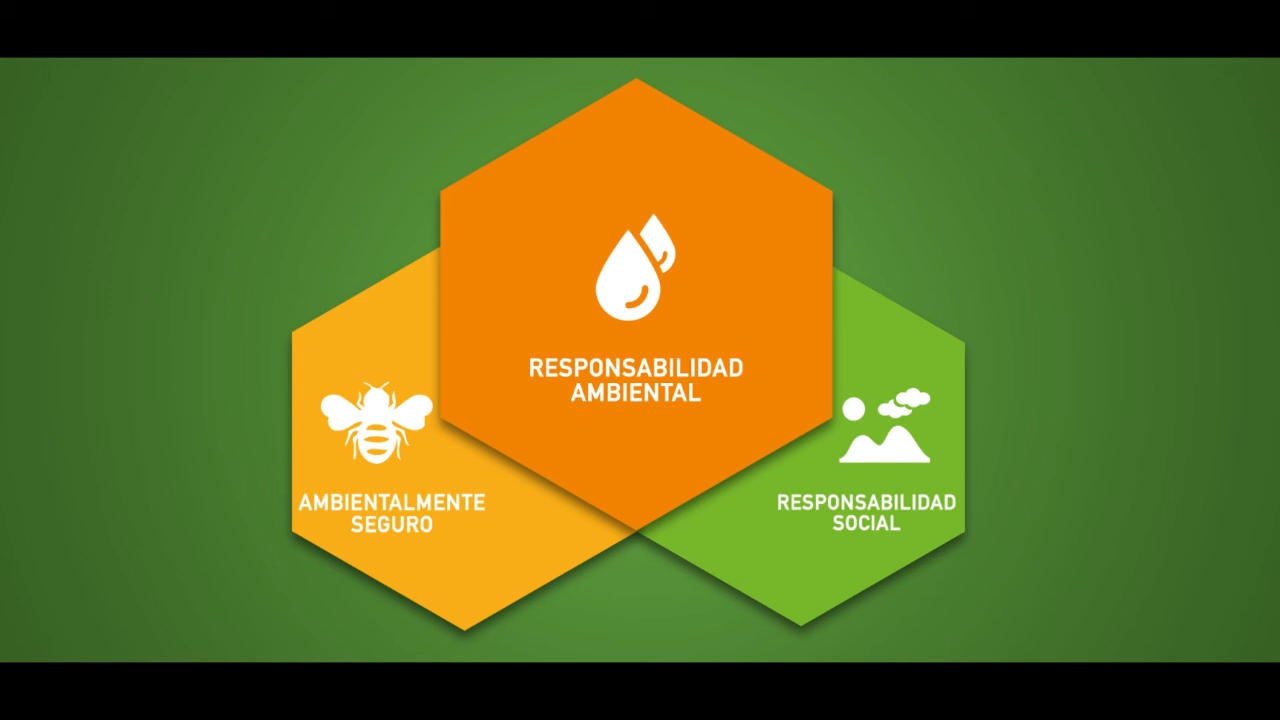 RESPONSABILIDAD
AMBIENTAL
AMBIENTALMENTE
SEGURO
RESPONSABILIDAD
SOCIAL